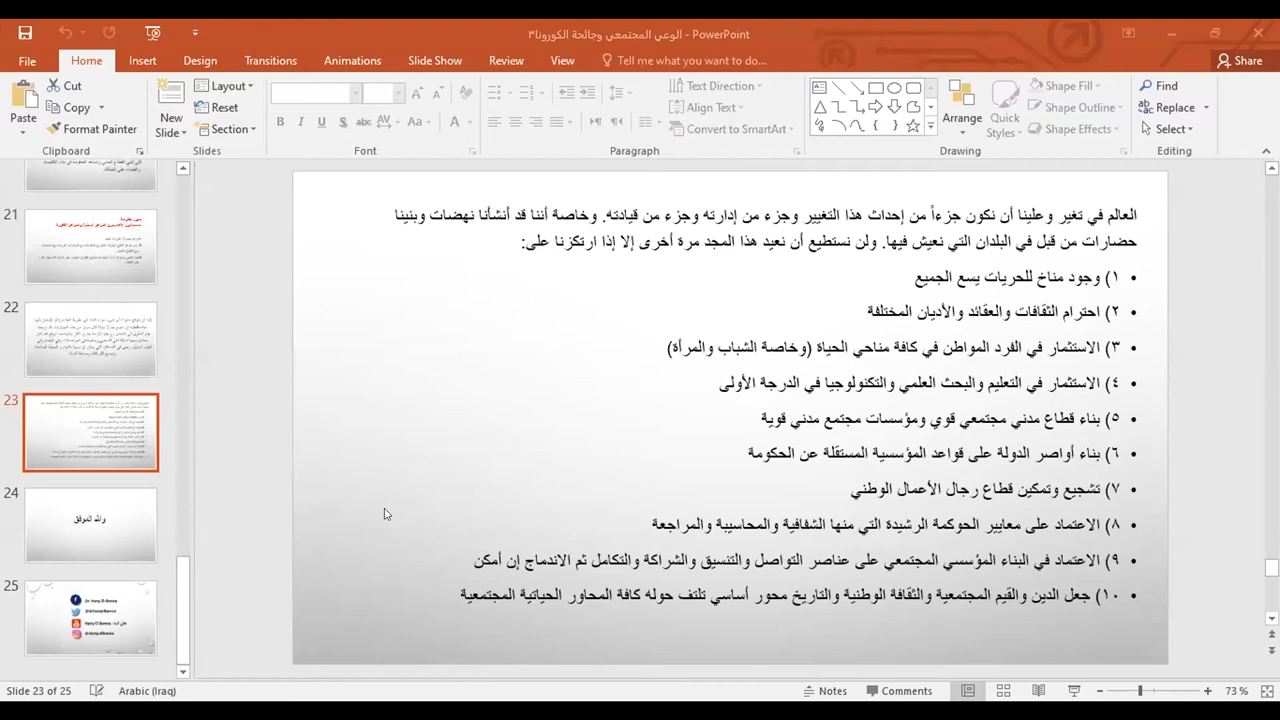 الوعي المجتمعي وجائحة الكورونا٣ - PowerPoint
File
Home
Insert
Design
Transitions
Animations
Slide Show
Review
View
Tell me what you want to do...
Share
Paste
Cut
Copy
Format Painter
Clipboard
New Slide
Layout
Reset
Section
Slides
Font
Text Direction
Align Text
Convert to SmartArt
Paragraph
Arrange
Quick Styles
Shape Fill
Shape Outline
Shape Effects
Drawing
Find
Replace
Select
Editing
21
22
23
24
والله الموفق
25
العالم في تغير وعلينا أن نكون جزءاً من إحداث هذا التغيير وجزء من إدارته وجزء من قيادته. وخاصة أننا قد أنشأنا نهضات وبنينا
حضارات من قبل في البلدان التي نعيش فيها. ولن نستطيع أن نعيد هذا المجد مرة أخرى إلا إذا ارتكزنا على:
• ١) وجود مناخ للحريات يسع الجميع
• ٢) احترام الثقافات والعقائد والأديان المختلفة
• ٣) الاستثمار في الفرد المواطن في كافة مناحي الحياة (وخاصة الشباب والمرأة)
• ٤) الاستثمار في التعليم والبحث العلمي والتكنولوجيا في الدرجة الأولى
• ٥) بناء قطاع مدني مجتمعي قوي ومؤسسات مجتمع مدني قوية
• ٦) بناء أواصر الدولة على قواعد المؤسسية المستقلة عن الحكومة
• ٧) تشجيع وتمكين قطاع رجال الأعمال الوطني
• ٨) الاعتماد على معايير الحوكمة الرشيدة التي منها الشفافية والمحاسبية والمراجعة
• ٩) الاعتماد في البناء المؤسسي المجتمعي على عناصر التواصل والتنسيق والشراكة والتكامل ثم الاندماج إن أمكن
• ١٠) جعل الدين والقيم المجتمعية والثقافة الوطنية والتاريخ محور أساسي تلتف حوله كافة المحاور الحياتية المجتمعية
Slide 23 of 25
Arabic (Iraq)
Notes
Comments
73 %